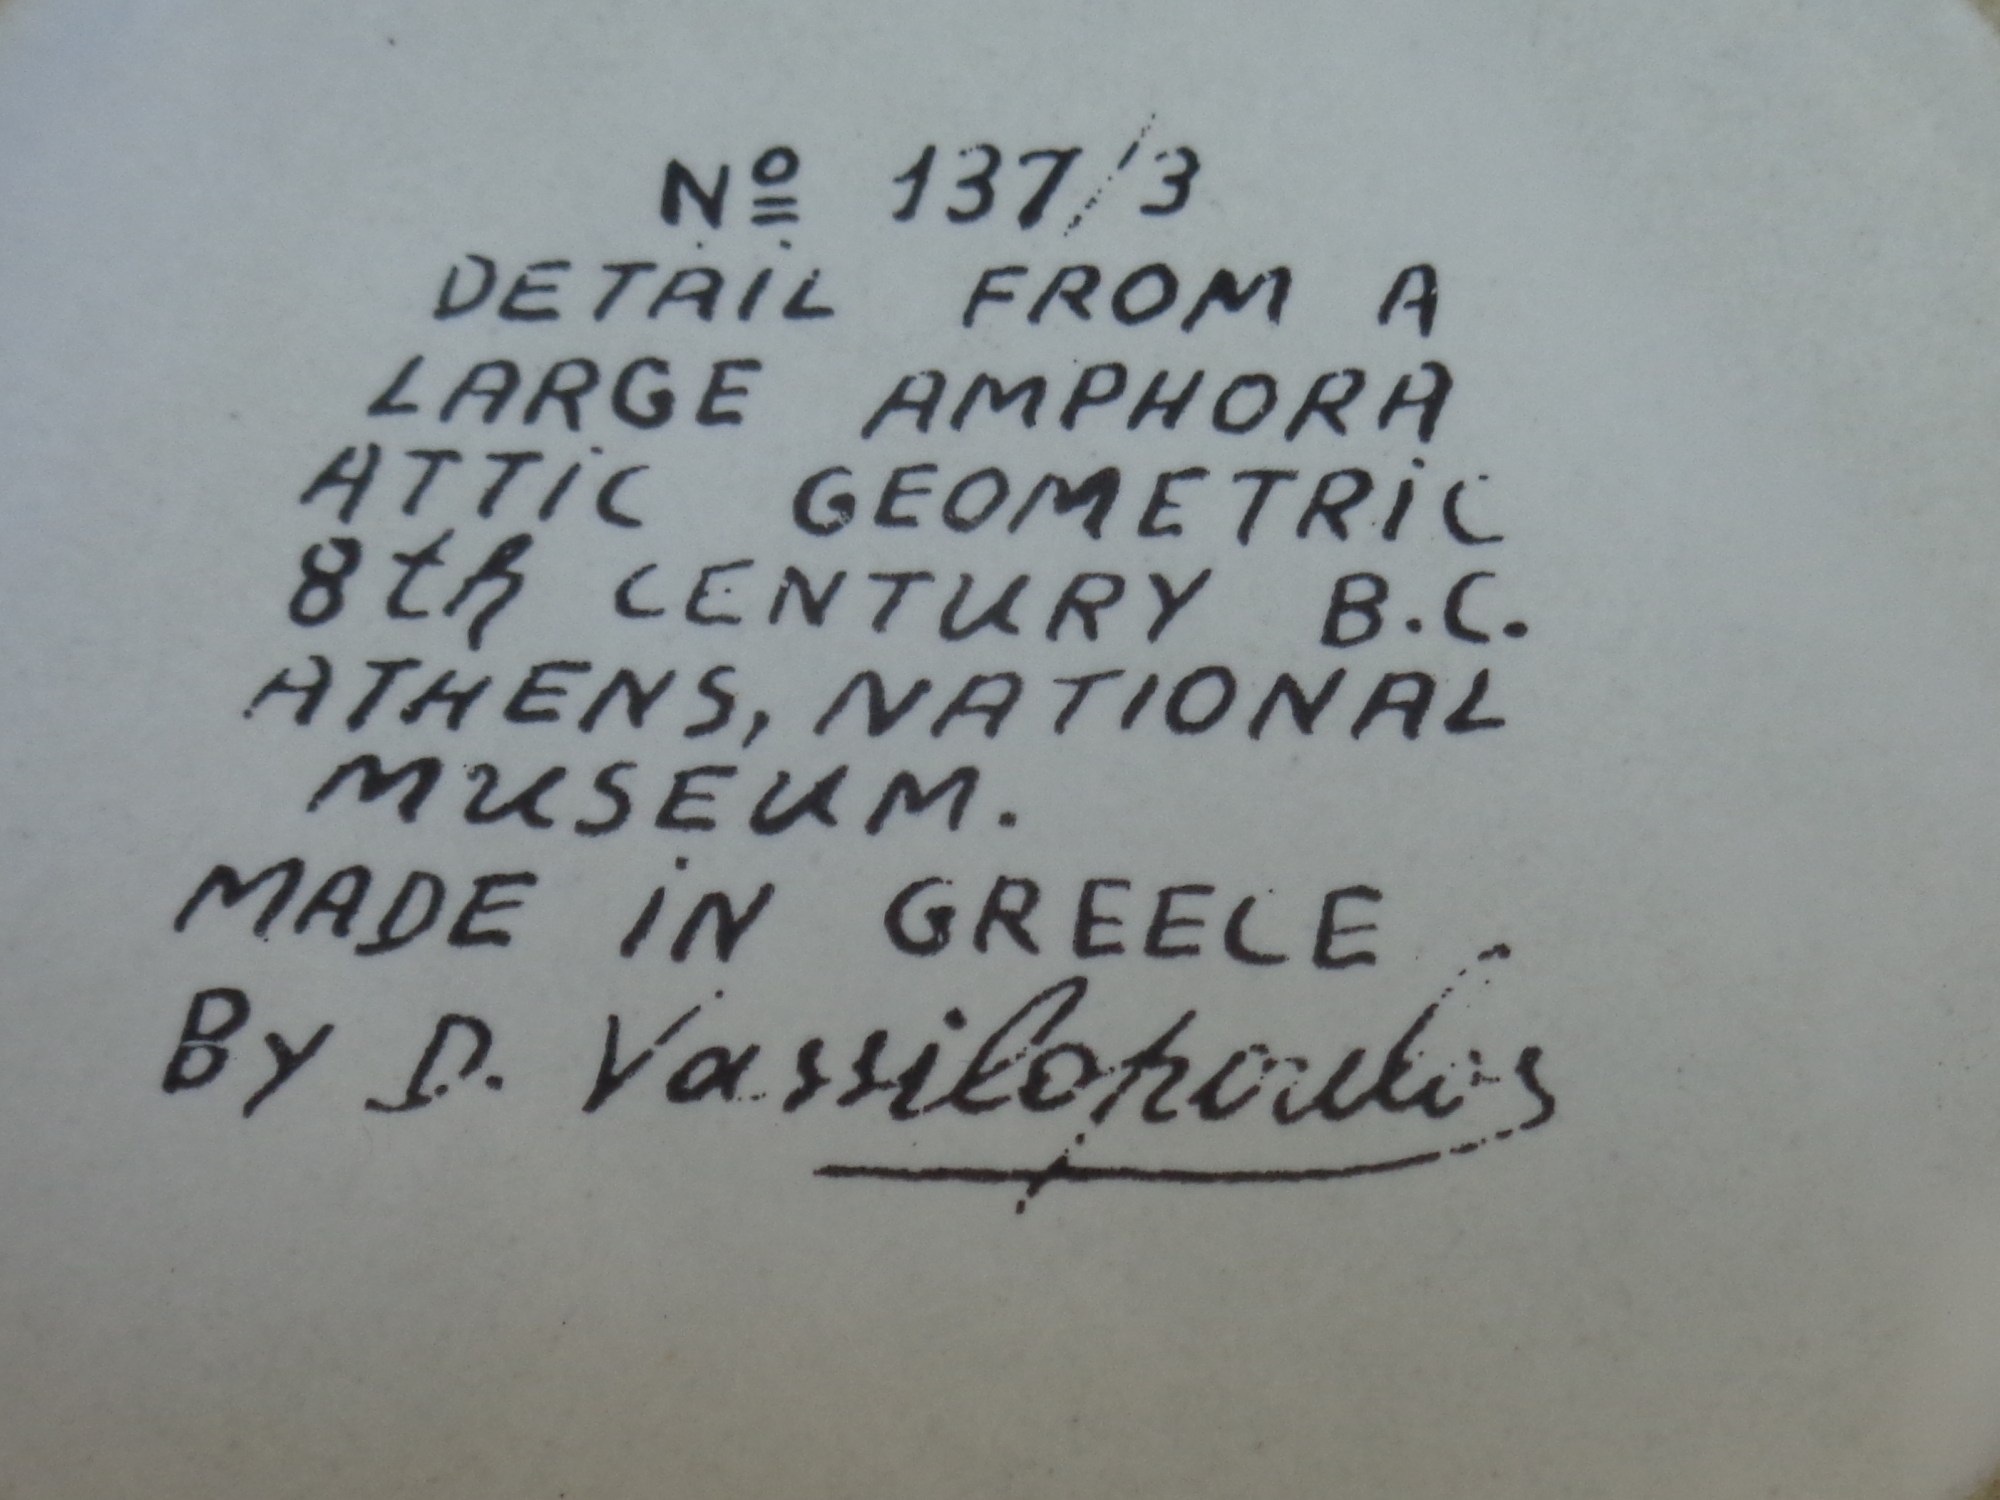 Nº 137/3
DETAIL FROM A
LARGE AMPHORA
ATTIC GEOMETRIC
8th CENTURY B.C.
ATHENS, NATIONAL
MUSEUM.
MADE IN GREECE
By D. Vassilopoulos